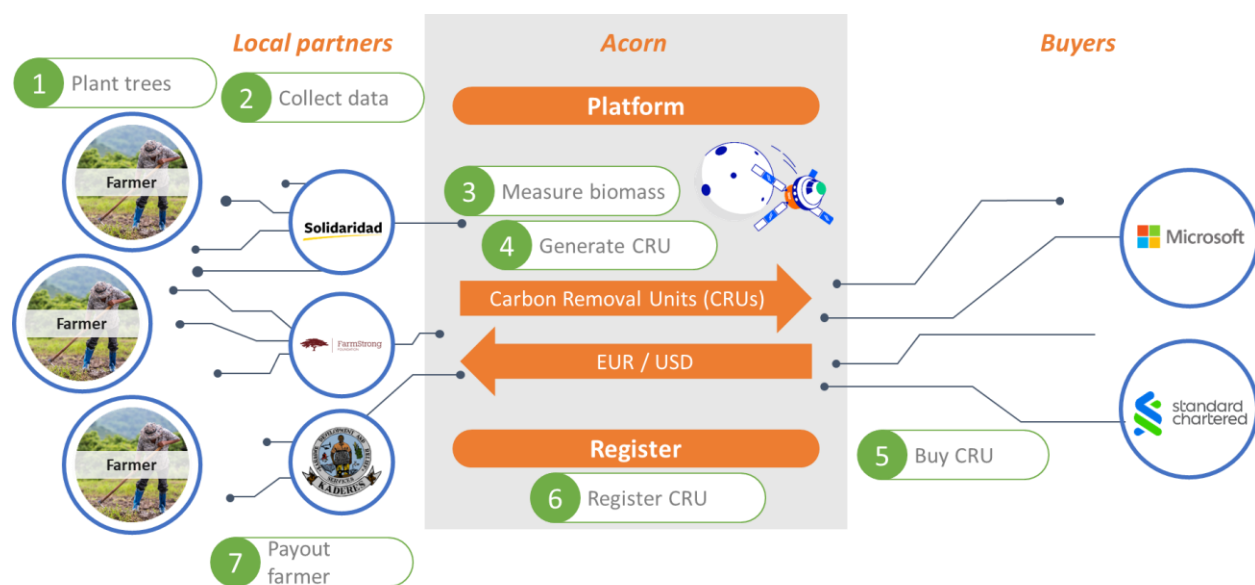 Local partners
Acorn
Buyers
1 Plant trees
2 Collect data
Platform
Farmer
3 Measure biomass
Solidaridad
4 Generate CRU
Microsoft
Carbon Removal Units (CRUs)
Farmer
FarmStrong
EUR / USD
standard
chartered
Register
Farmer
5 Buy CRU
KADERES
6 Register CRU
7 Payout
farmer